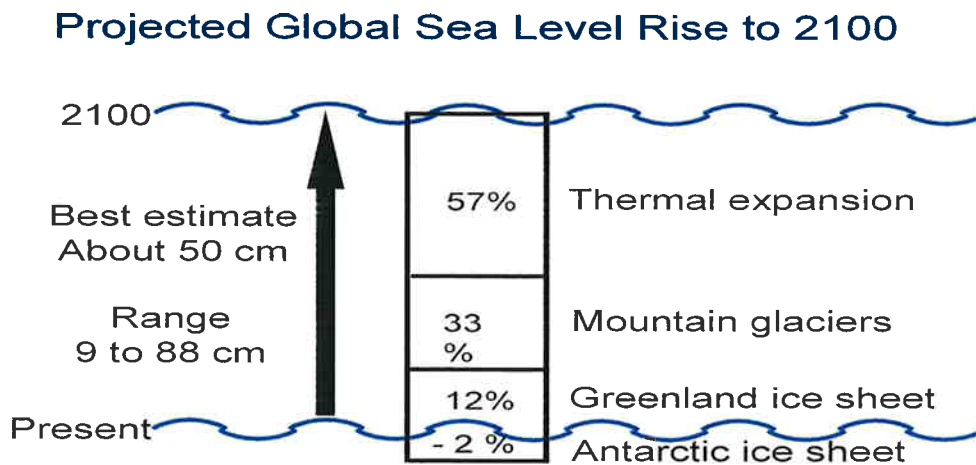 Projected Global Sea Level Rise to 2100
2100
57%
Thermal expansion
Best estimate
About 50 cm
Range
9 to 88 cm
33
%
Mountain glaciers
12%
Greenland ice sheet
Present
- 2 %
Antarctic ice sheet